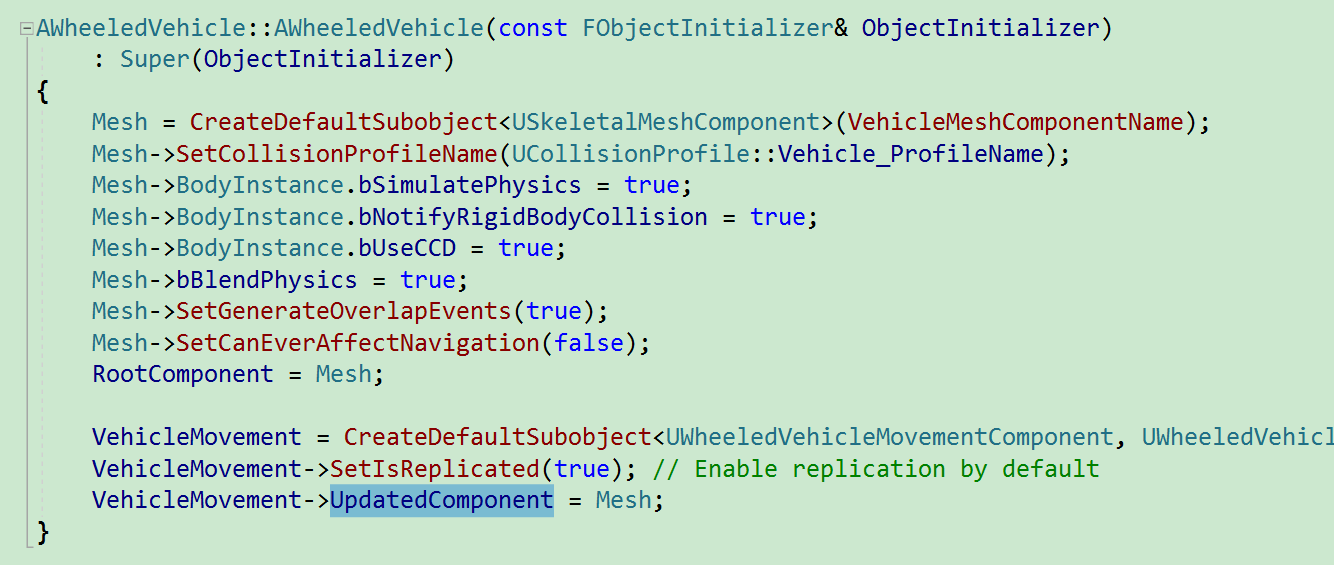 AWheeledVehicle::AWheeledVehicle(const FObjectInitializer& ObjectInitializer)
: Super(ObjectInitializer)
{
Mesh = CreateDefaultSubobject<USkeletalMeshComponent>(VehicleMeshComponentName);
Mesh->SetCollisionProfileName(UCollisionProfile::Vehicle_ProfileName);
Mesh->BodyInstance.bSimulatePhysics = true;
Mesh->BodyInstance.bNotifyRigidBodyCollision = true;
Mesh->BodyInstance.bUseCCD = true;
Mesh->bBlendPhysics = true;
Mesh->SetGenerateOverlapEvents(true);
Mesh->SetCanEverAffectNavigation(false);
RootComponent = Mesh;
VehicleMovement = CreateDefaultSubobject<UWheeledVehicleMovementComponent, UWheeledVehicl
VehicleMovement->SetIsReplicated(true); // Enable replication by default
VehicleMovement->UpdatedComponent = Mesh;
}